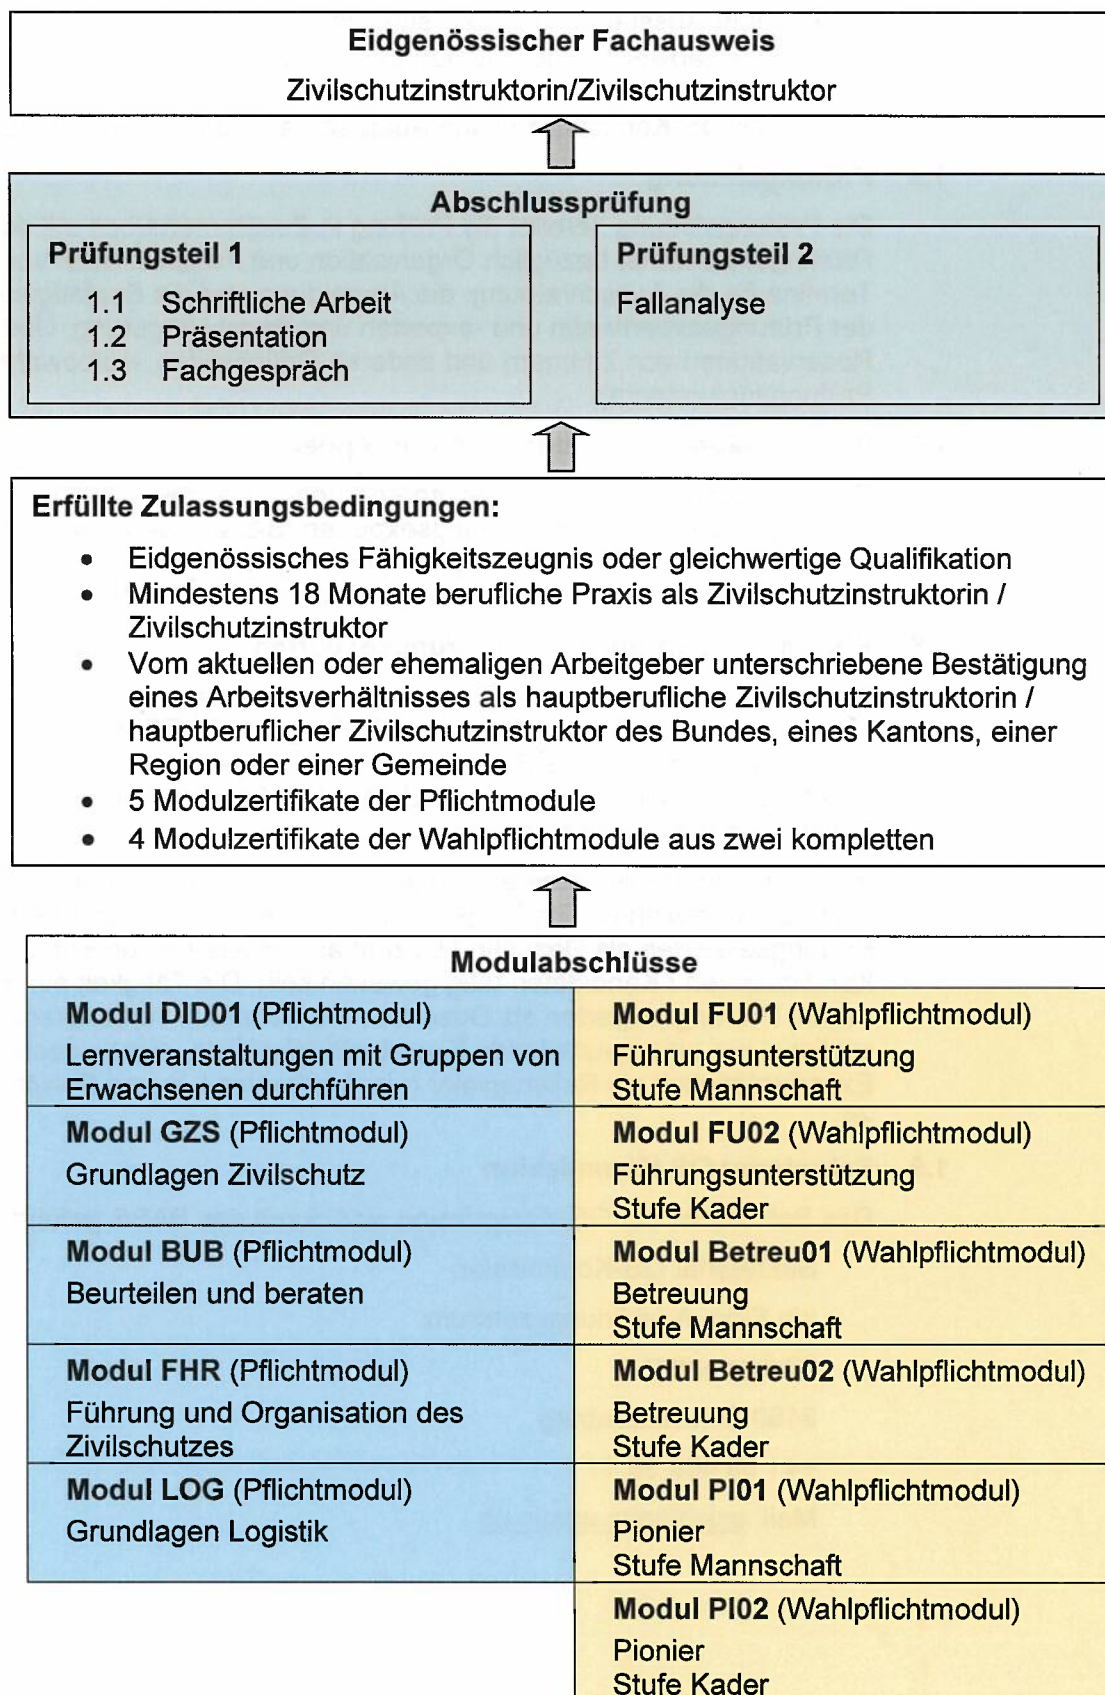 Eidgenössischer Fachausweis
Zivilschutzinstruktorin/Zivilschutzinstruktor
Abschlussprüfung
Prüfungsteil 1
1.1 Schriftliche Arbeit
1.2 Präsentation
1.3 Fachgespräch
Prüfungsteil 2
Fallanalyse
Erfüllte Zulassungsbedingungen:
• Eidgenössisches Fähigkeitszeugnis oder gleichwertige Qualifikation
• Mindestens 18 Monate berufliche Praxis als Zivilschutzinstruktorin /
Zivilschutzinstruktor
• Vom aktuellen oder ehemaligen Arbeitgeber unterschriebene Bestätigung
eines Arbeitsverhältnisses als hauptberufliche Zivilschutzinstruktorin /
hauptberuflicher Zivilschutzinstruktor des Bundes, eines Kantons, einer
Region oder einer Gemeinde
• 5 Modulzertifikate der Pflichtmodule
• 4 Modulzertifikate der Wahlpflichtmodule aus zwei kompletten
Modulabschlüsse
Modul DID01 (Pflichtmodul)
Lernveranstaltungen mit Gruppen von
Erwachsenen durchführen
Modul FU01 (Wahlpflichtmodul)
Führungsunterstützung
Stufe Mannschaft
Modul GZS (Pflichtmodul)
Grundlagen Zivilschutz
Modul FU02 (Wahlpflichtmodul)
Führungsunterstützung
Stufe Kader
Modul BUB (Pflichtmodul)
Beurteilen und beraten
Modul Betreu01 (Wahlpflichtmodul)
Betreuung
Stufe Mannschaft
Modul FHR (Pflichtmodul)
Führung und Organisation des
Zivilschutzes
Modul Betreu02 (Wahlpflichtmodul)
Betreuung
Stufe Kader
Modul LOG (Pflichtmodul)
Grundlagen Logistik
Modul PI01 (Wahlpflichtmodul)
Pionier
Stufe Mannschaft
Modul PI02 (Wahlpflichtmodul)
Pionier
Stufe Kader